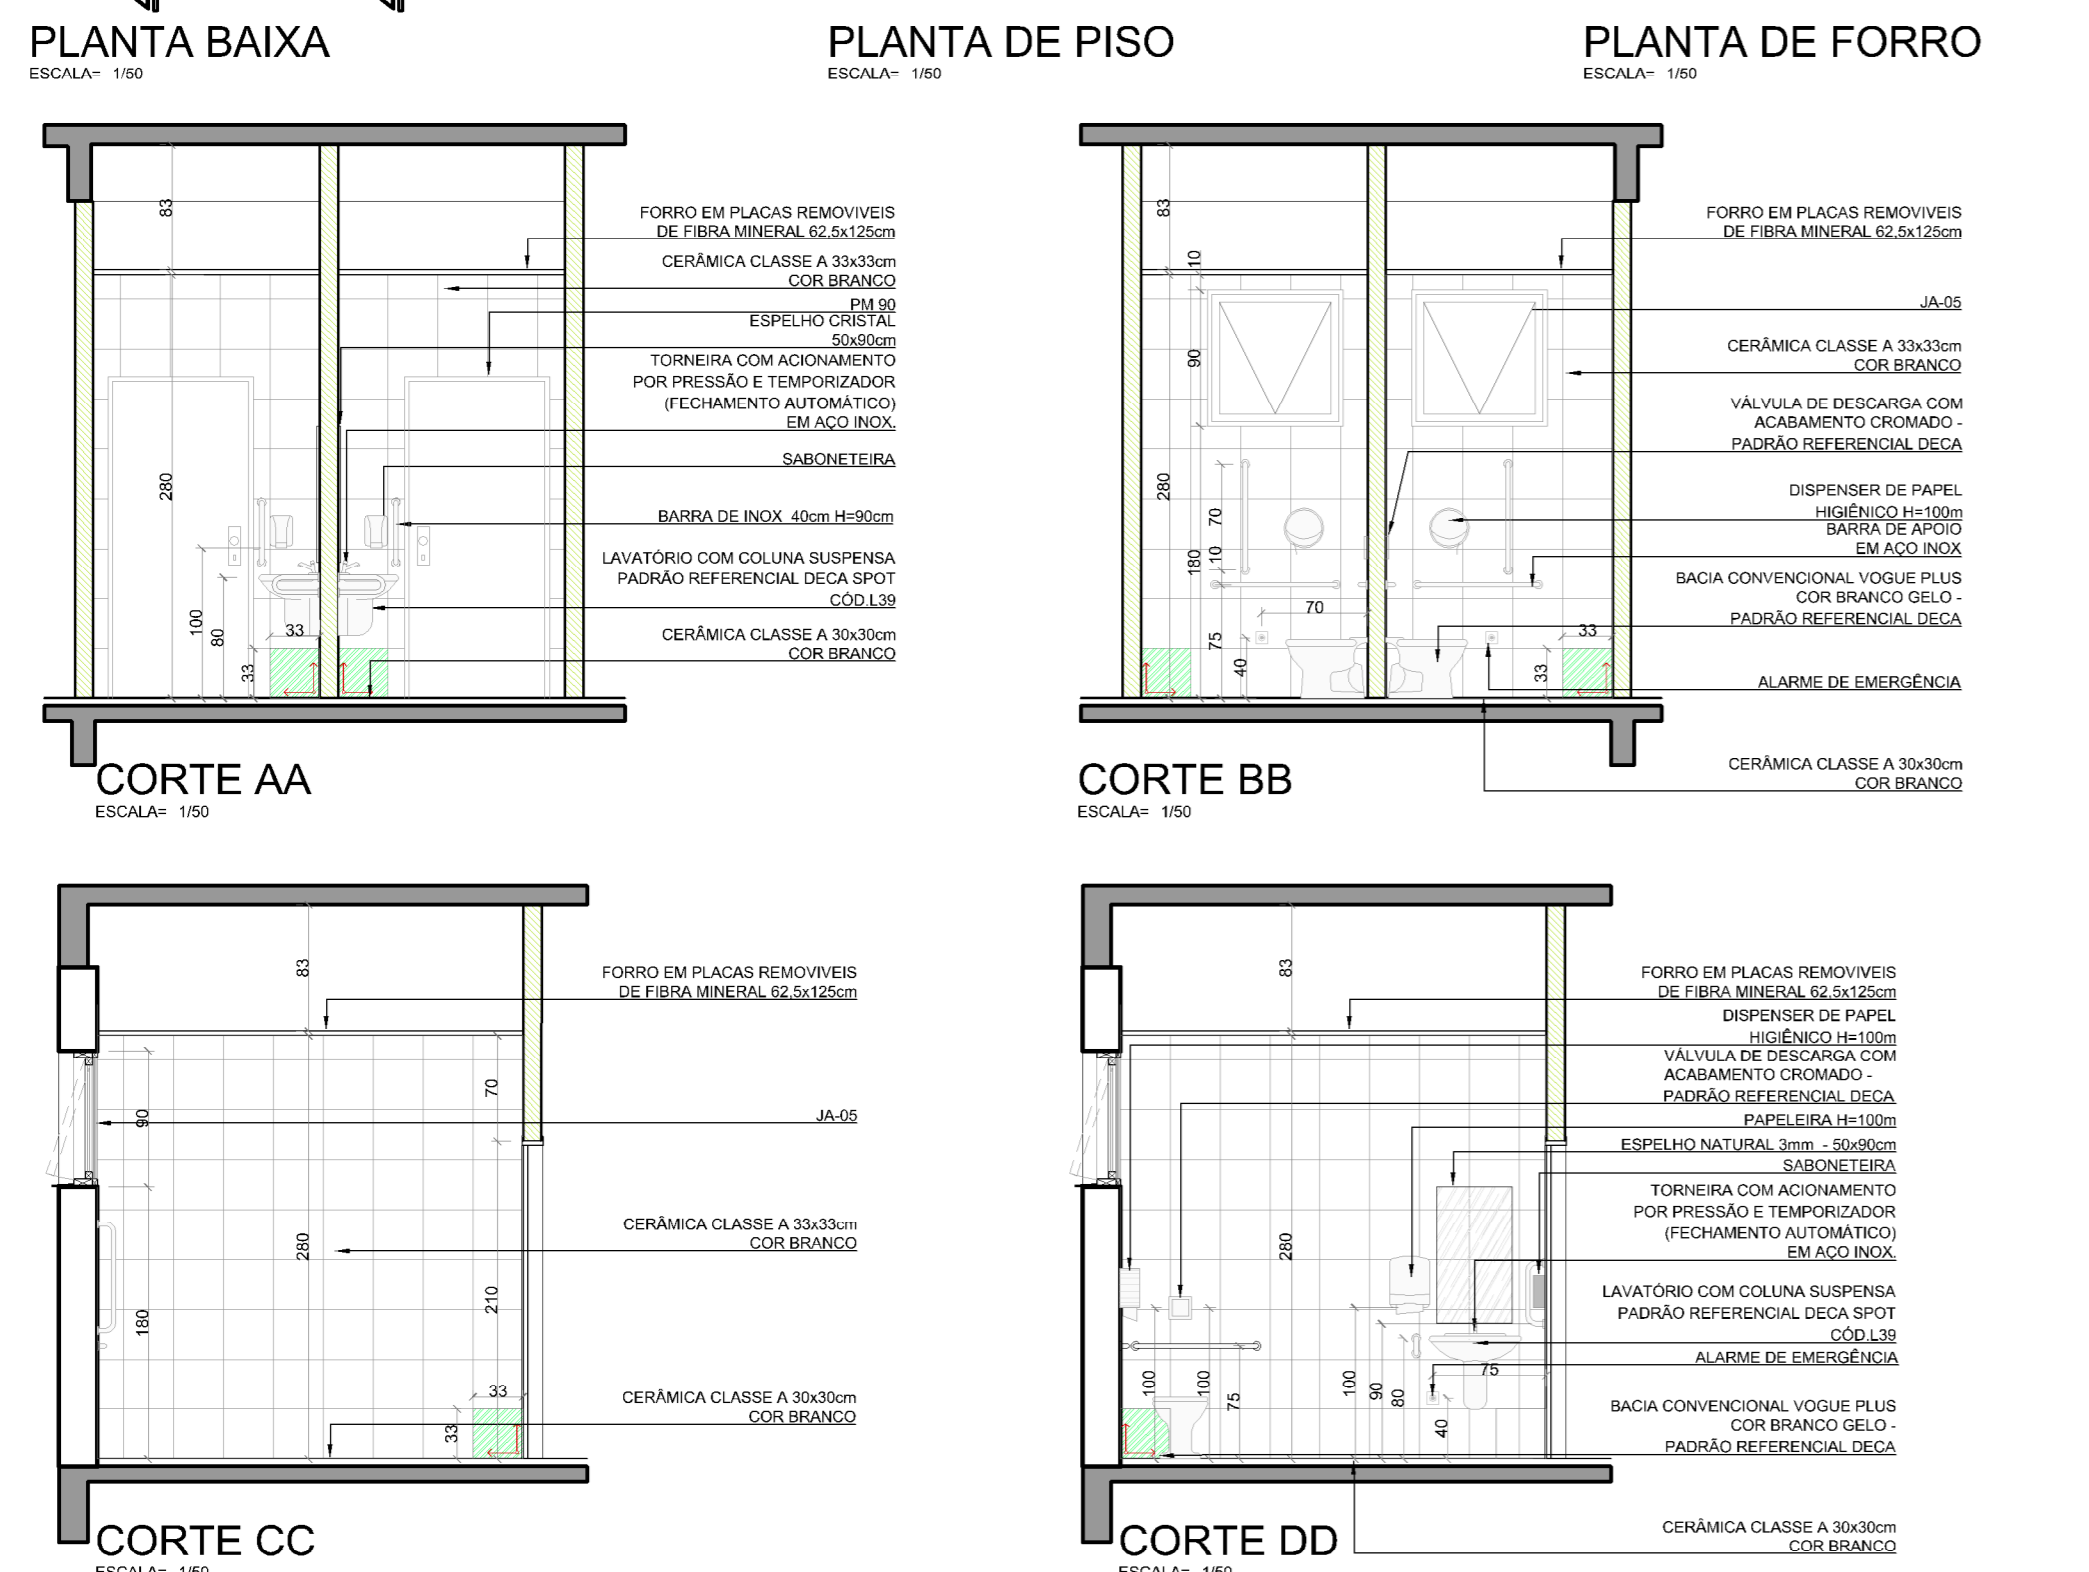 PLANTA BAIXA
ESCALA= 1/50
PLANTA DE PISO
ESCALA= 1/50
PLANTA DE FORRO
ESCALA= 1/50
83
280
100
80
33
33
FORRO EM PLACAS REMOVIVEIS
DE FIBRA MINERAL 62,5x125cm
CERÂMICA CLASSE A 33x33cm
COR BRANCO
PM 90
ESPELHO CRISTAL
50x90cm
TORNEIRA COM ACIONAMENTO
POR PRESSÃO E TEMPORIZADOR
(FECHAMENTO AUTOMÁTICO)
EM AÇO INOX.
SABONETEIRA
BARRA DE INOX 40cm H=90cm
LAVATÓRIO COM COLUNA SUSPENSA
PADRÃO REFERENCIAL DECA SPOT
CÓD.L39
CERÂMICA CLASSE A 30x30cm
COR BRANCO
CORTE AA
ESCALA= 1/50
83
10
90
280
180
70
10
75
40
70
33
33
FORRO EM PLACAS REMOVIVEIS
DE FIBRA MINERAL 62,5x125cm
JA-05
CERÂMICA CLASSE A 33x33cm
COR BRANCO
VÁLVULA DE DESCARGA COM
ACABAMENTO CROMADO -
PADRÃO REFERENCIAL DECA
DISPENSER DE PAPEL
HIGIÊNICO H=100m
BARRA DE APOIO
EM AÇO INOX
BACIA CONVENCIONAL VOGUE PLUS
COR BRANCO GELO -
PADRÃO REFERENCIAL DECA
ALARME DE EMERGÊNCIA
CERÂMICA CLASSE A 30x30cm
COR BRANCO
CORTE BB
ESCALA= 1/50
83
90
70
280
180
210
33
33
FORRO EM PLACAS REMOVIVEIS
DE FIBRA MINERAL 62,5x125cm
JA-05
CERÂMICA CLASSE A 33x33cm
COR BRANCO
CERÂMICA CLASSE A 30x30cm
COR BRANCO
CORTE CC
ESCALA= 1/50
83
280
100
100
75
100
90
80
75
40
FORRO EM PLACAS REMOVIVEIS
DE FIBRA MINERAL 62,5x125cm
DISPENSER DE PAPEL
HIGIÊNICO H=100m
VÁLVULA DE DESCARGA COM
ACABAMENTO CROMADO -
PADRÃO REFERENCIAL DECA
PAPELEIRA H=100m
ESPELHO NATURAL 3mm - 50x90cm
SABONETEIRA
TORNEIRA COM ACIONAMENTO
POR PRESSÃO E TEMPORIZADOR
(FECHAMENTO AUTOMÁTICO)
EM AÇO INOX.
LAVATÓRIO COM COLUNA SUSPENSA
PADRÃO REFERENCIAL DECA SPOT
CÓD.L39
ALARME DE EMERGÊNCIA
BACIA CONVENCIONAL VOGUE PLUS
COR BRANCO GELO -
PADRÃO REFERENCIAL DECA
CERÂMICA CLASSE A 30x30cm
COR BRANCO
CORTE DD
ESCALA= 1/50